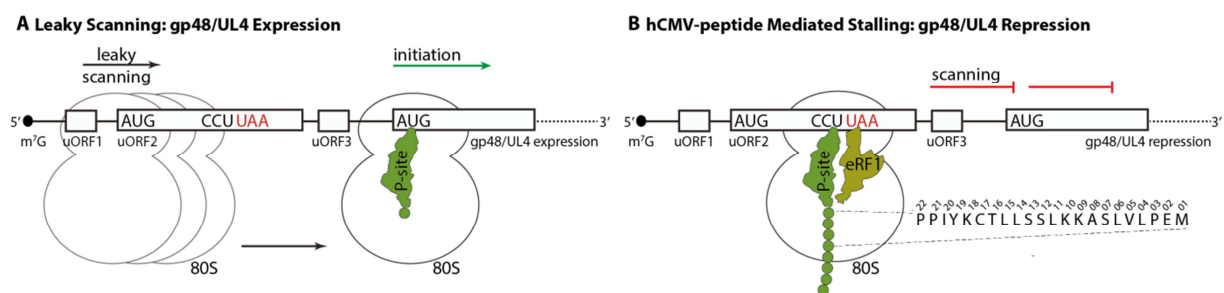 A Leaky Scanning: gp48/UL4 Expression
leaky
scanning
initiation
5'
m7G
uORF1
AUG
CCU UAA
uORF2
uORF3
AUG
gp48/UL4 expression
3'
P-site
80S
80S
B hCMV-peptide Mediated Stalling: gp48/UL4 Repression
scanning
5'
m7G
uORF1
AUG
CCU UAA
uORF2
uORF3
AUG
gp48/UL4 repression
3'
P-site
eRF1
22 21 20 19 18 17 16 15 14 13 12 11 10 09 08 07 06 05 04 03 02 01
PPIYKCTLLSSLKKASLVLPEM
80S